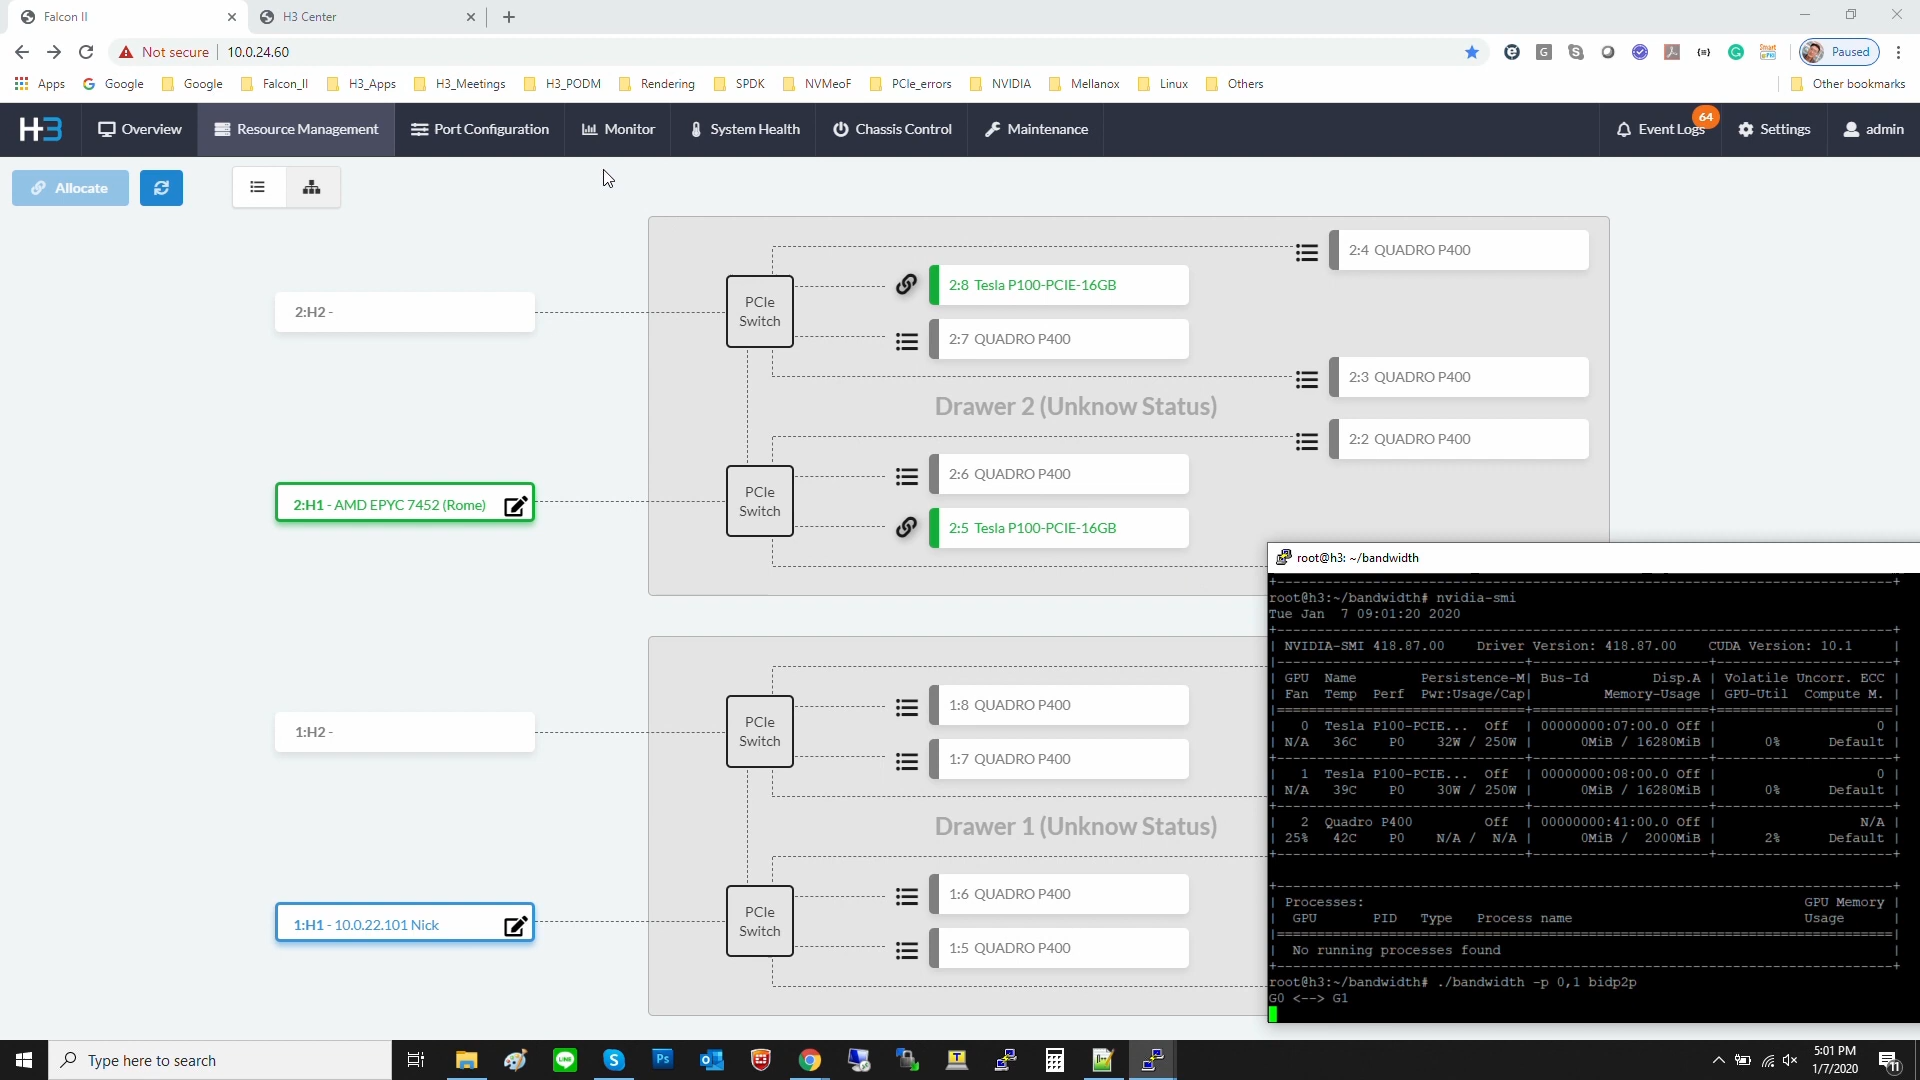 Falcon II
H3 Center
Not secure
10.0.24.60
Paused
Apps
Google
Google
Falcon_II
H3_Apps
H3_Meetings
H3_PODM
Rendering
SPDK
NVMeoF
PCIe_errors
NVIDIA
Mellanox
Linux
Others
Other bookmarks
H3
Overview
Resource Management
Port Configuration
Monitor
System Health
Chassis Control
Maintenance
64
Event Logs
Settings
admin
Allocate
2:4 QUADRO P400
2:8 Tesla P100-PCIE-16GB
2:H2 -
PCIe
Switch
2:7 QUADRO P400
2:3 QUADRO P400
Drawer 2 (Unknow Status)
2:2 QUADRO P400
2:6 QUADRO P400
2:H1 - AMD EPYC 7452 (Rome)
PCIe
Switch
2:5 Tesla P100-PCIE-16GB
1:8 QUADRO P400
1:H2 -
PCIe
Switch
1:7 QUADRO P400
Drawer 1 (Unknow Status)
1:6 QUADRO P400
1:H1 - 10.0.22.101 Nick
PCIe
Switch
1:5 QUADRO P400
root@h3: ~/bandwidth
root@h3:~/bandwidth# nvidia-smi
Tue Jan  7 09:01:20 2020
| NVIDIA-SMI 418.87.00    Driver Version: 418.87.00    CUDA Version: 10.1     |
| GPU  Name        Persistence-M| Bus-Id        Disp.A | Volatile Uncorr. ECC |
| Fan  Temp  Perf  Pwr:Usage/Cap|         Memory-Usage | GPU-Util  Compute M. |
|   0  Tesla P100-PCIE...  Off  | 00000000:07:00.0 Off |                    0 |
| N/A   36C    P0    32W / 250W |      0MiB / 16280MiB |      0%      Default |
|   1  Tesla P100-PCIE...  Off  | 00000000:08:00.0 Off |                    0 |
| N/A   39C    P0    30W / 250W |      0MiB / 16280MiB |      0%      Default |
|   2  Quadro P400         Off  | 00000000:41:00.0 Off |                  N/A |
| 25%   42C    P0    N/A /  N/A |      0MiB /  2000MiB |      2%      Default |
| Processes:                                                       GPU Memory |
|  GPU       PID   Type   Process name                             Usage      |
|  No running processes found                                                 |
root@h3:~/bandwidth# ./bandwidth -p 0,1 bidp2p
G0 <--> G1
Type here to search
5:01 PM
1/7/2020
11